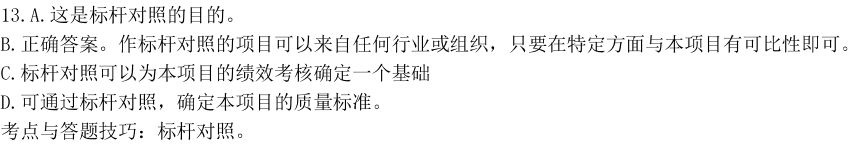 13.A.这是标杆对照的目的。
B.正确答案。作标杆对照的项目可以来自任何行业或组织，只要在特定方面与本项目有可比性即可。
C.标杆对照可以为本项目的绩效考核确定一个基础
D.可通过标杆对照，确定本项目的质量标准。
考点与答题技巧：标杆对照。